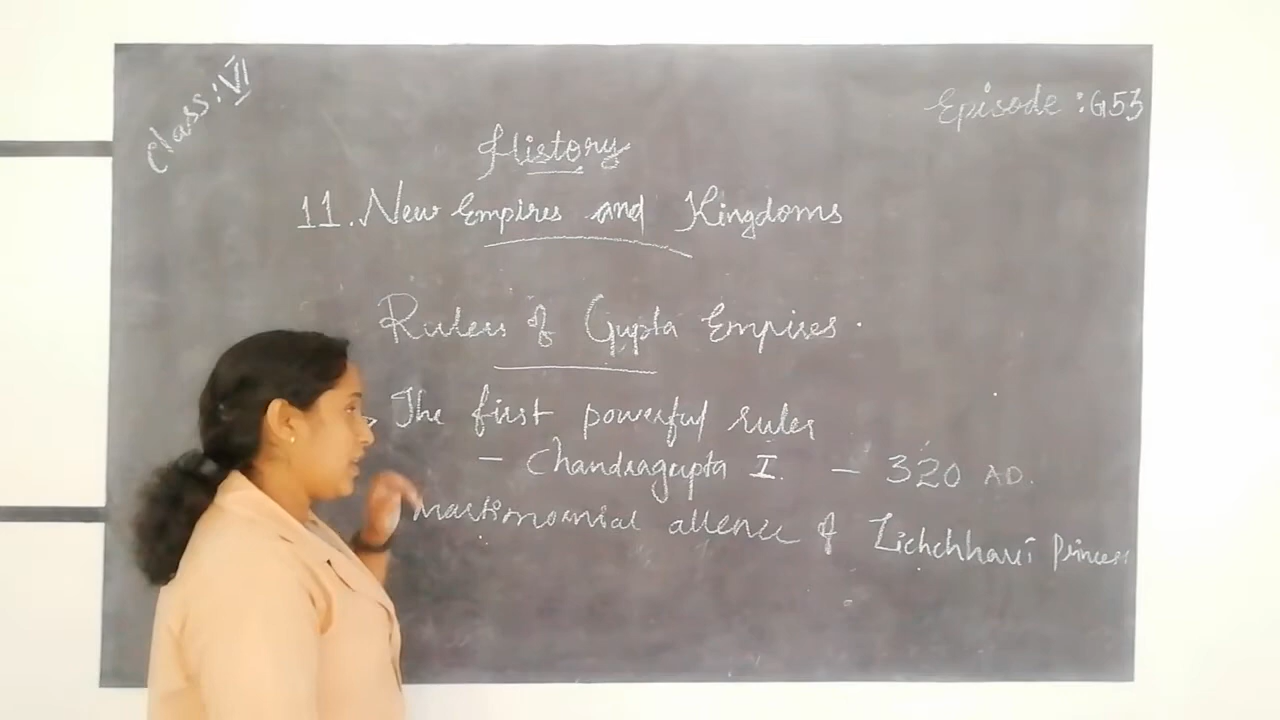 Class: VI
Episode: G53
History
11. New Empires and Kingdoms
Rulers of Gupta Empires.
The first powerful ruler
- Chandragupta I. - 320 AD.
matrimonial allence of Lichchhavi Princess